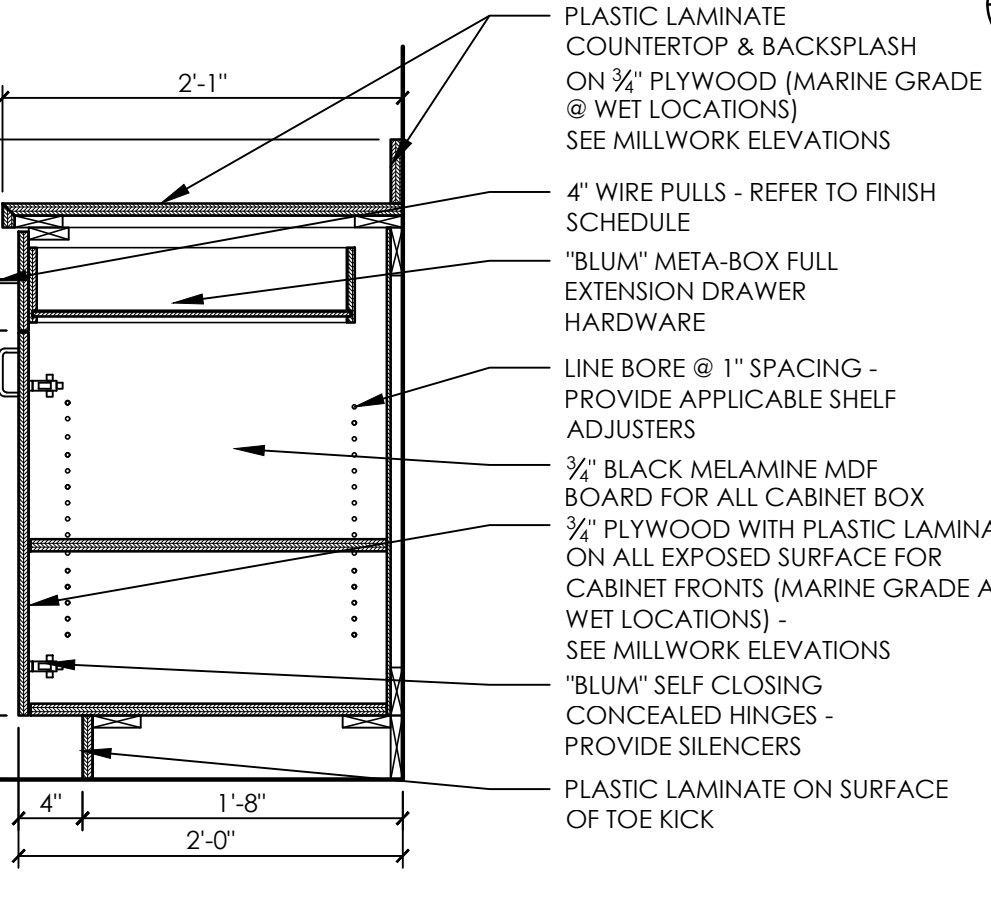 PLASTIC LAMINATE
COUNTERTOP & BACKSPLASH
ON ¾" PLYWOOD (MARINE GRADE
@ WET LOCATIONS)
SEE MILLWORK ELEVATIONS
4" WIRE PULLS - REFER TO FINISH
SCHEDULE
"BLUM" META-BOX FULL
EXTENSION DRAWER
HARDWARE
LINE BORE @ 1" SPACING -
PROVIDE APPLICABLE SHELF
ADJUSTERS
¾" BLACK MELAMINE MDF
BOARD FOR ALL CABINET BOX
¾" PLYWOOD WITH PLASTIC LAMINA
ON ALL EXPOSED SURFACE FOR
CABINET FRONTS (MARINE GRADE A
WET LOCATIONS) -
SEE MILLWORK ELEVATIONS
"BLUM" SELF CLOSING
CONCEALED HINGES -
PROVIDE SILENCERS
PLASTIC LAMINATE ON SURFACE
OF TOE KICK
2'-1"
4"
1'-8"
2'-0"